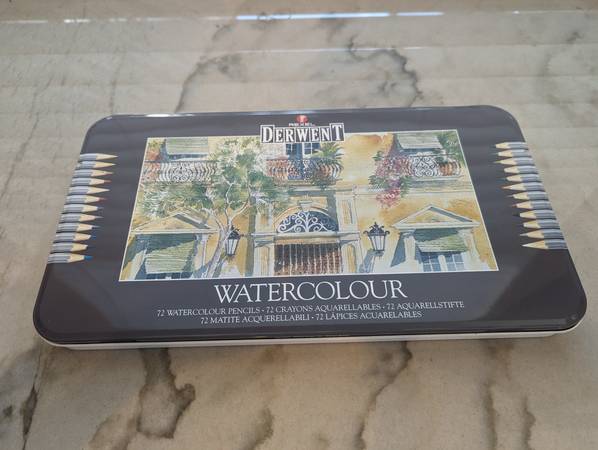 DERWENT
WATERCOLOUR
72 WATERCOLOUR PENCILS • 72 CRAYONS AQUARELLABLES • 72 AQUARELLSTIFTE
72 MATITE ACQUERELLABILI • 72 LÁPICES ACUARELABLES